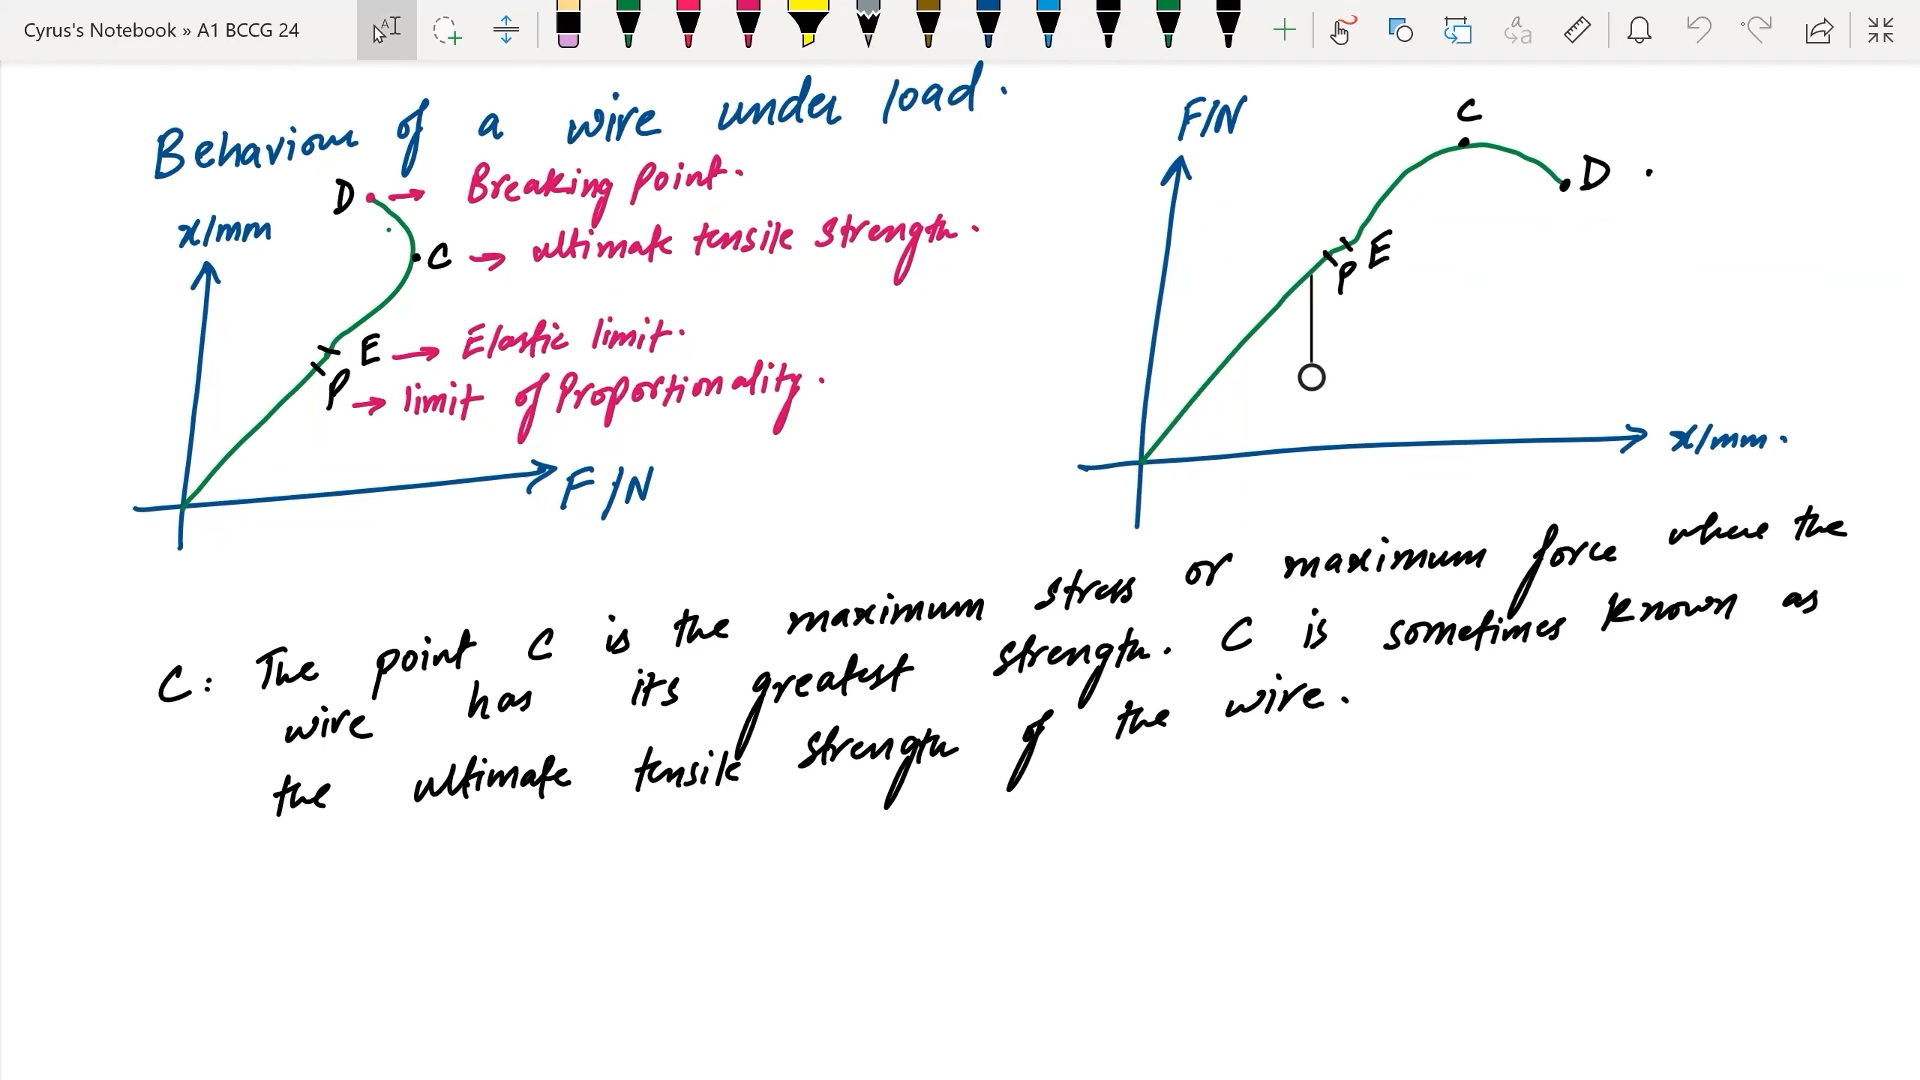 Cyrus's Notebook » A1 BCCG 24
Behaviour of a wire under load.
D → Breaking point.
x/mm
C → ultimate tensile strength.
E → Elastic limit.
P → limit of Proportionality.
F/N
F/N
C
D .
E
P
x/mm.
C: The point C is the maximum stress or maximum force where the
wire has its greatest strength. C is sometimes known as
the ultimate tensile strength of the wire.